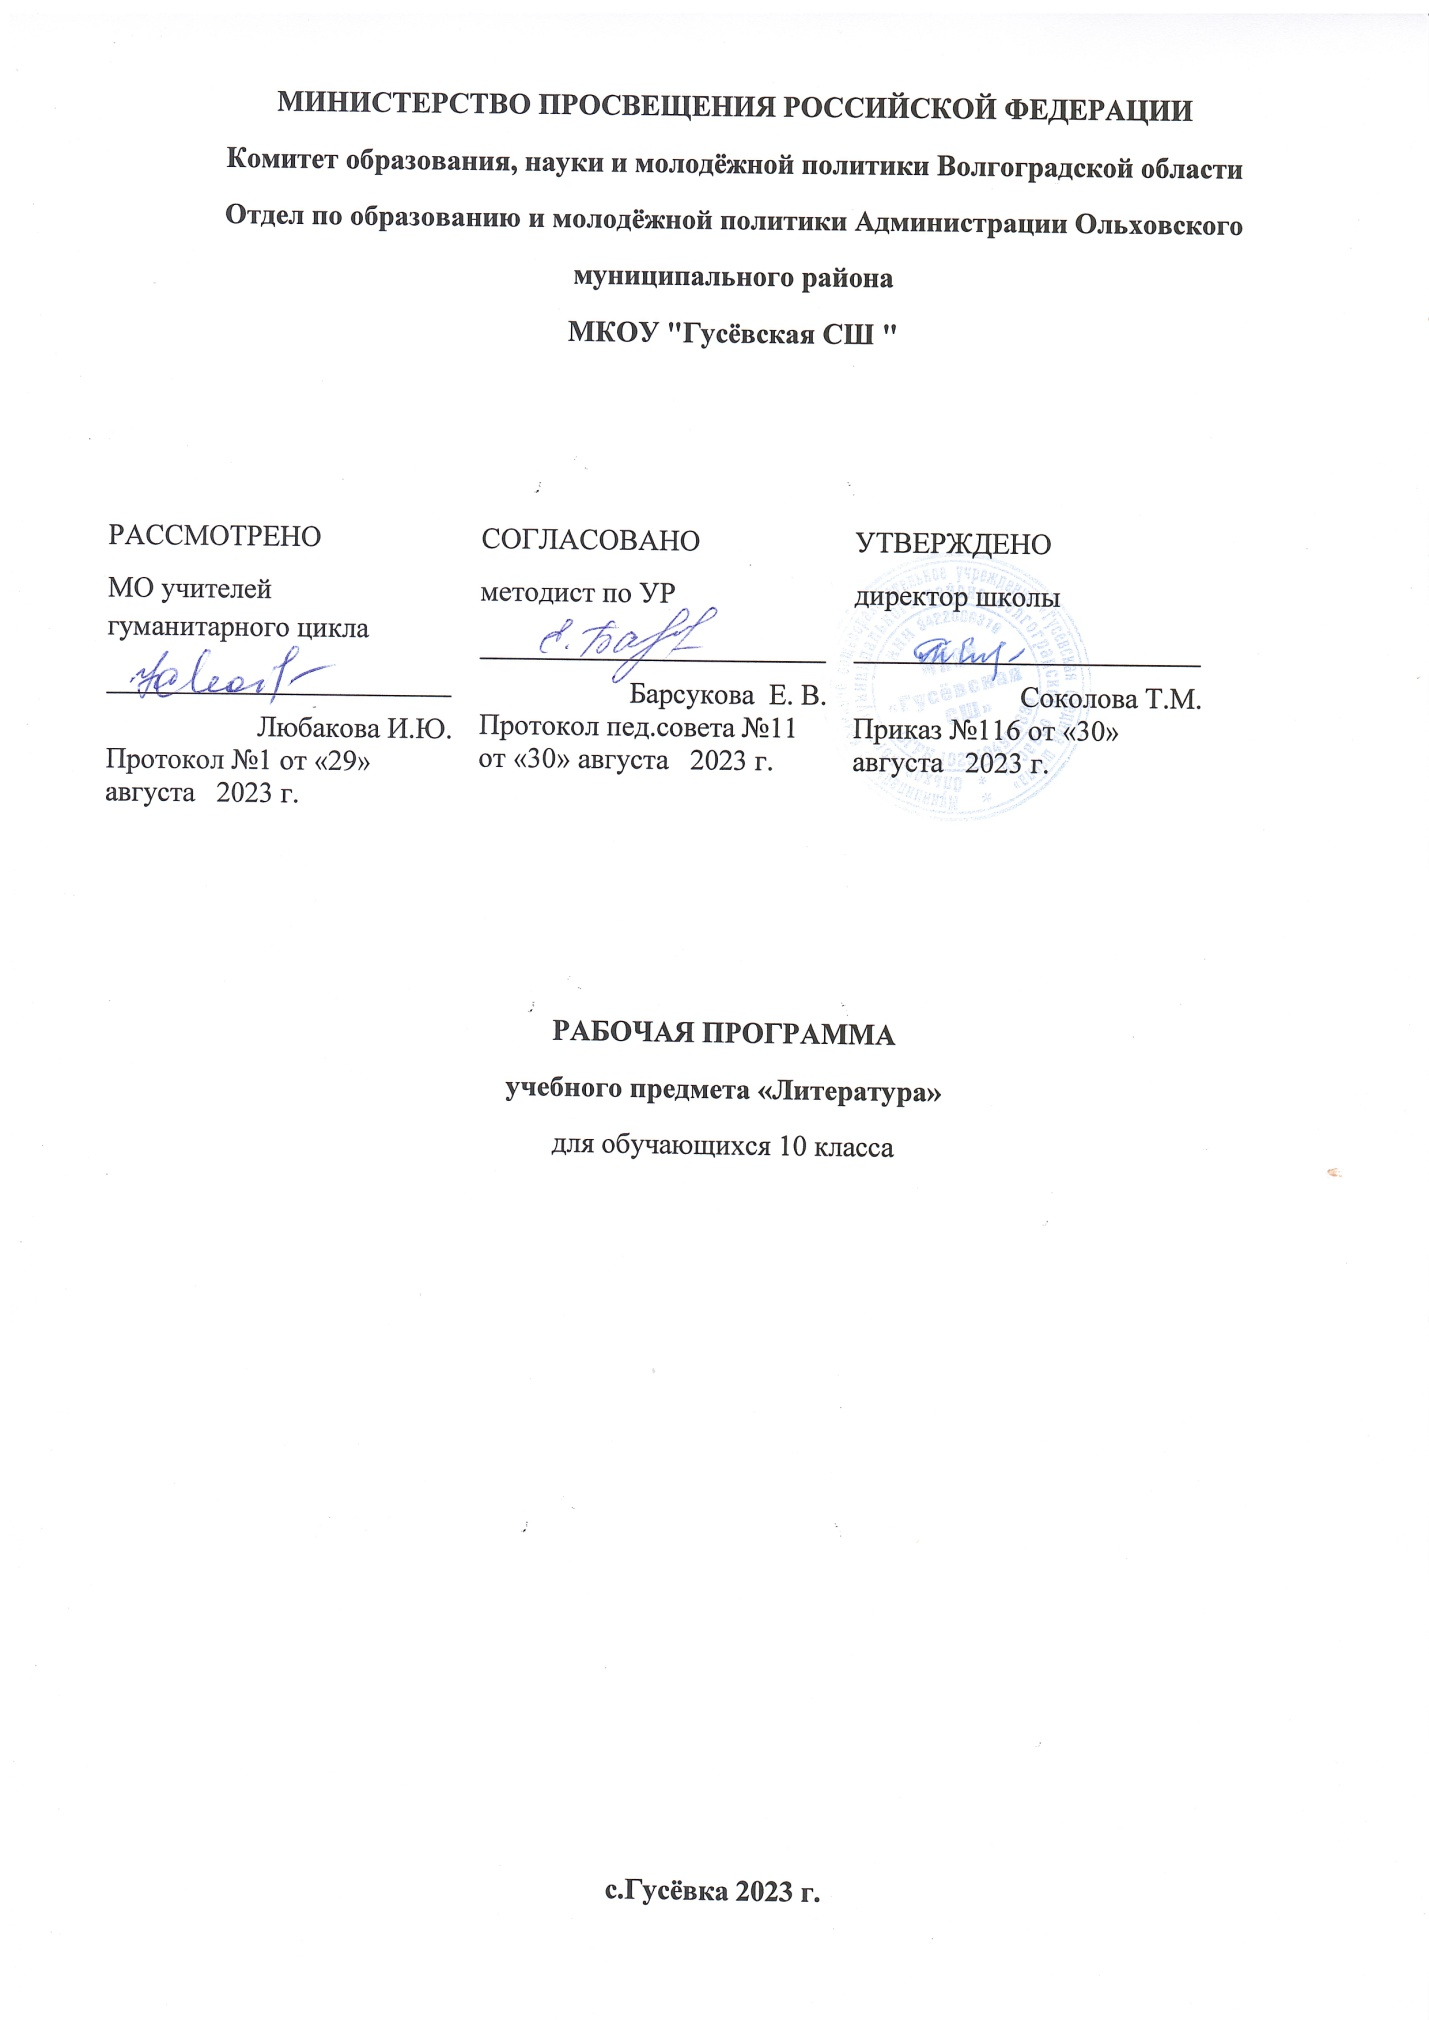 МИНИСТЕРСТВО ПРОСВЕЩЕНИЯ РОССИЙСКОЙ ФЕДЕРАЦИИ
Комитет образования, науки и молодёжной политики Волгоградской области
Отдел по образованию и молодёжной политики Администрации Ольховского
муниципального района
МКОУ "Гусёвская СШ "
РАССМОТРЕНО
МО учителей
гуманитарного цикла
Любакова И.Ю.
Протокол №1 от «29»
августа 2023 г.
СОГЛАСОВАНО
методист по УР
Барсукова Е. В.
Протокол пед.совета №11
от «30» августа 2023 г.
УТВЕРЖДЕНО
директор школы
Соколова Т.М.
Приказ №116 от «30»
августа 2023 г.
«Гусёвская
СШ»
РАБОЧАЯ ПРОГРАММА
учебного предмета «Литература»
для обучающихся 10 класса
с.Гусёвка 2023 г.